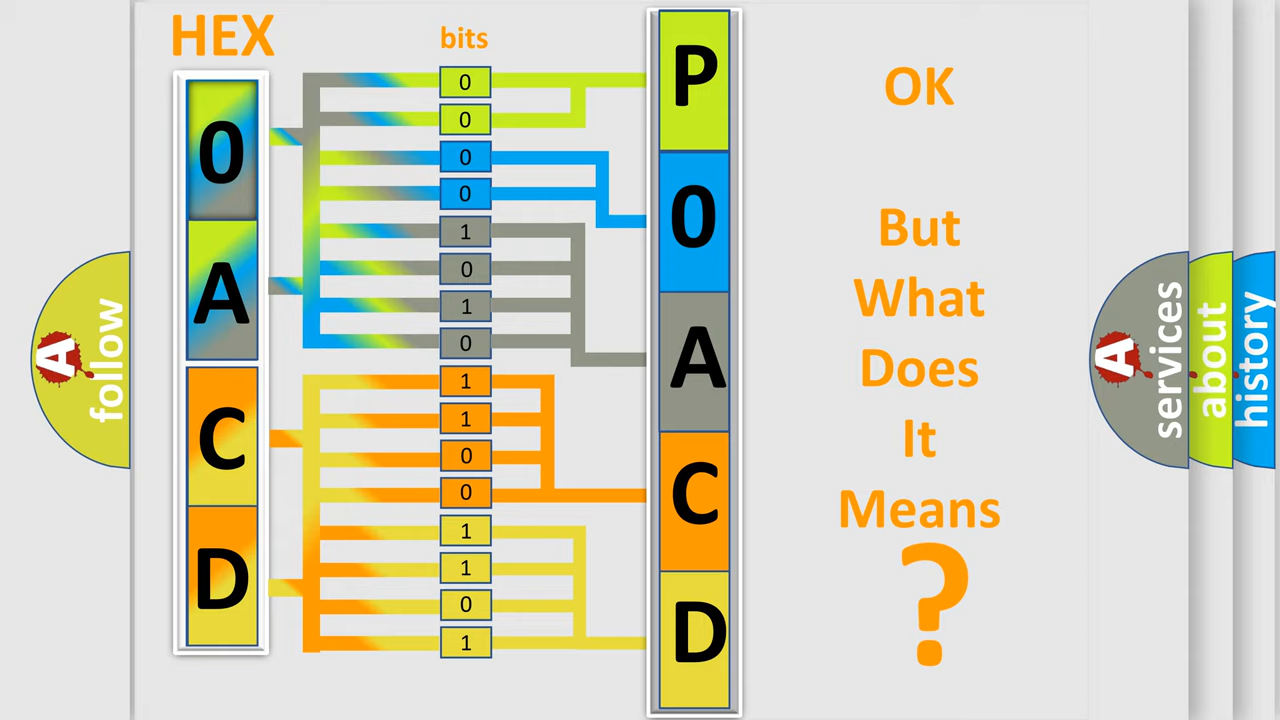 HEX
bits
0
A
C
D
0
0
0
0
1
0
1
0
1
1
0
0
1
1
0
1
P
0
A
C
D
OK
But
What
Does
It
Means
?
A
follow
A
services
about
history